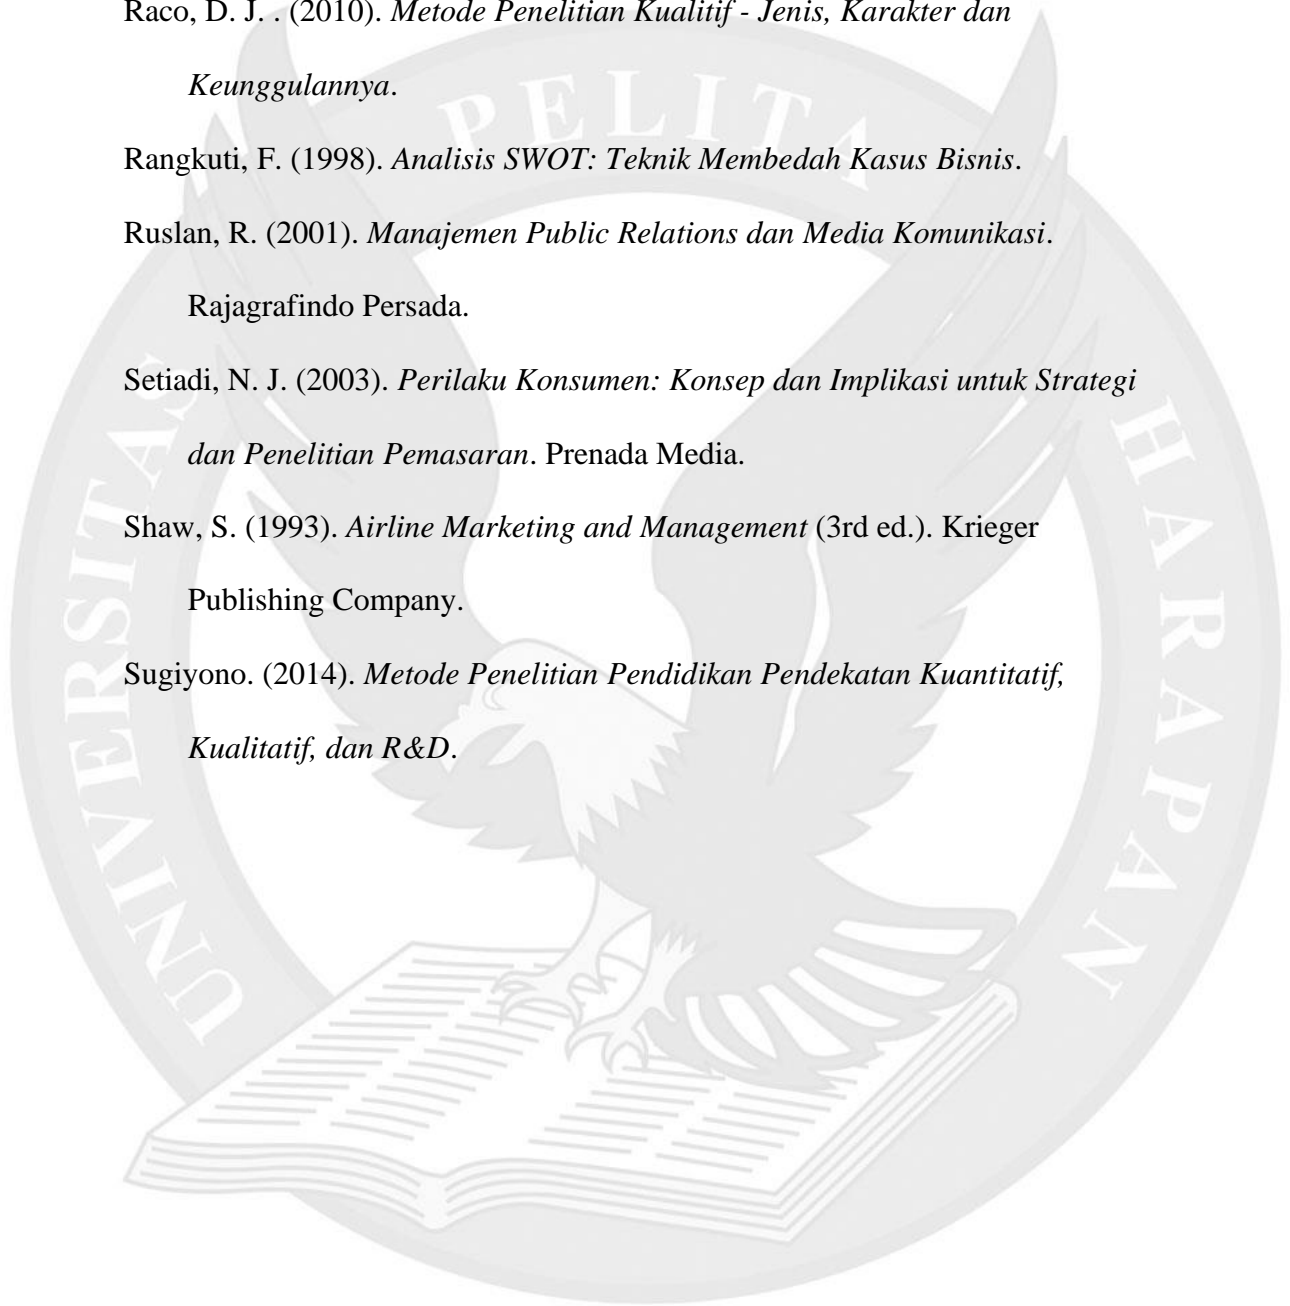 Raco, D. J. . (2010). Metode Penelitian Kualitif - Jenis, Karakter dan
Keunggulannya.
Rangkuti, F. (1998). Analisis SWOT: Teknik Membedah Kasus Bisnis.
Ruslan, R. (2001). Manajemen Public Relations dan Media Komunikasi.
Rajagrafindo Persada.
Setiadi, N. J. (2003). Perilaku Konsumen: Konsep dan Implikasi untuk Strategi
dan Penelitian Pemasaran. Prenada Media.
Shaw, S. (1993). Airline Marketing and Management (3rd ed.). Krieger
Publishing Company.
Sugiyono. (2014). Metode Penelitian Pendidikan Pendekatan Kuantitatif,
Kualitatif, dan R&D.
UNIVERSITAS PELITA HARAPAN